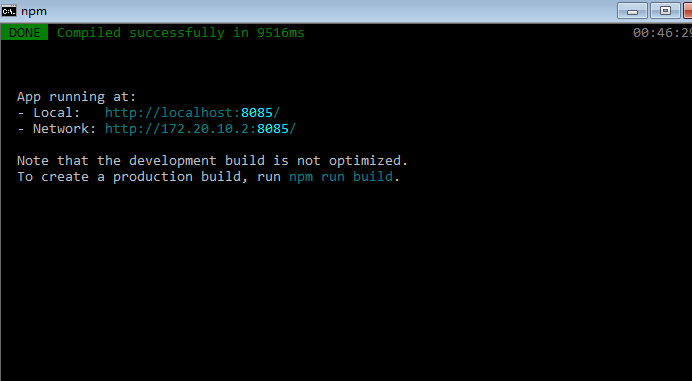 npm
DONE Compiled successfully in 9516ms 00:46:29
App running at:
- Local: http://localhost:8085/
- Network: http://172.20.10.2:8085/
Note that the development build is not optimized.
To create a production build, run npm run build.